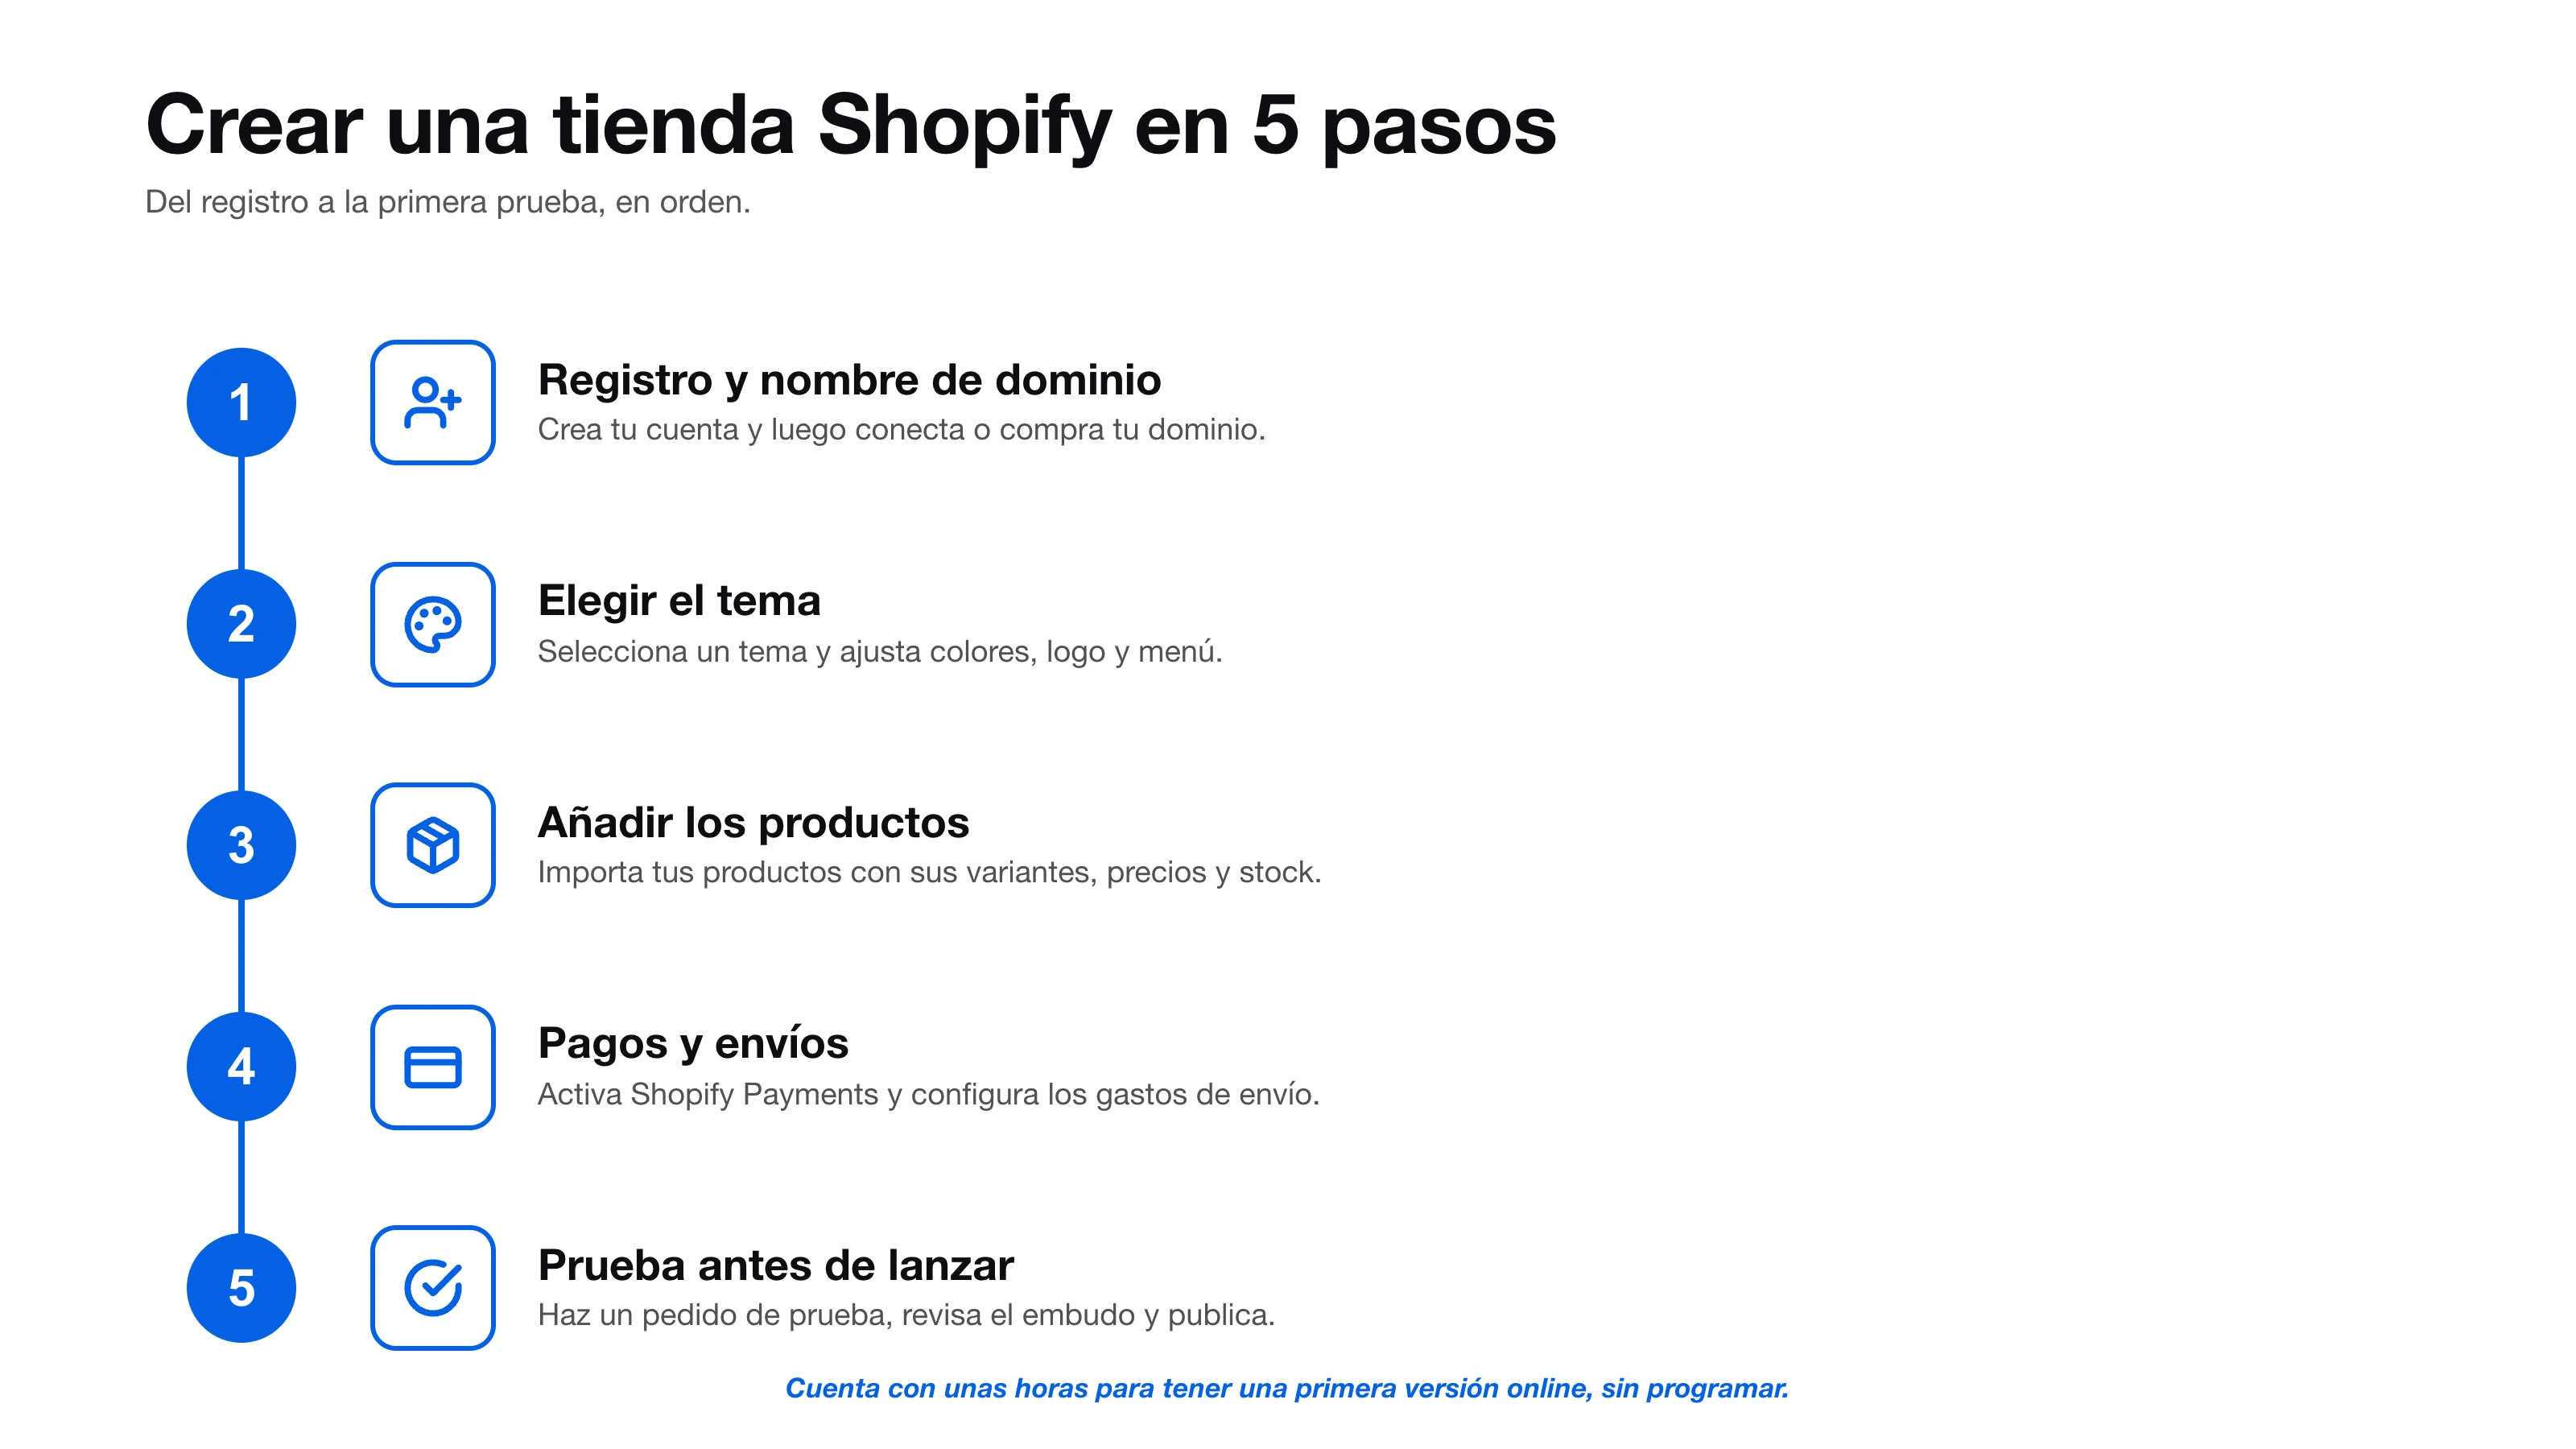 Crear una tienda Shopify en 5 pasos
Del registro a la primera prueba, en orden.
1
Registro y nombre de dominio
Crea tu cuenta y luego conecta o compra tu dominio.
2
Elegir el tema
Selecciona un tema y ajusta colores, logo y menú.
3
Añadir los productos
Importa tus productos con sus variantes, precios y stock.
4
Pagos y envíos
Activa Shopify Payments y configura los gastos de envío.
5
Prueba antes de lanzar
Haz un pedido de prueba, revisa el embudo y publica.
Cuenta con unas horas para tener una primera versión online, sin programar.